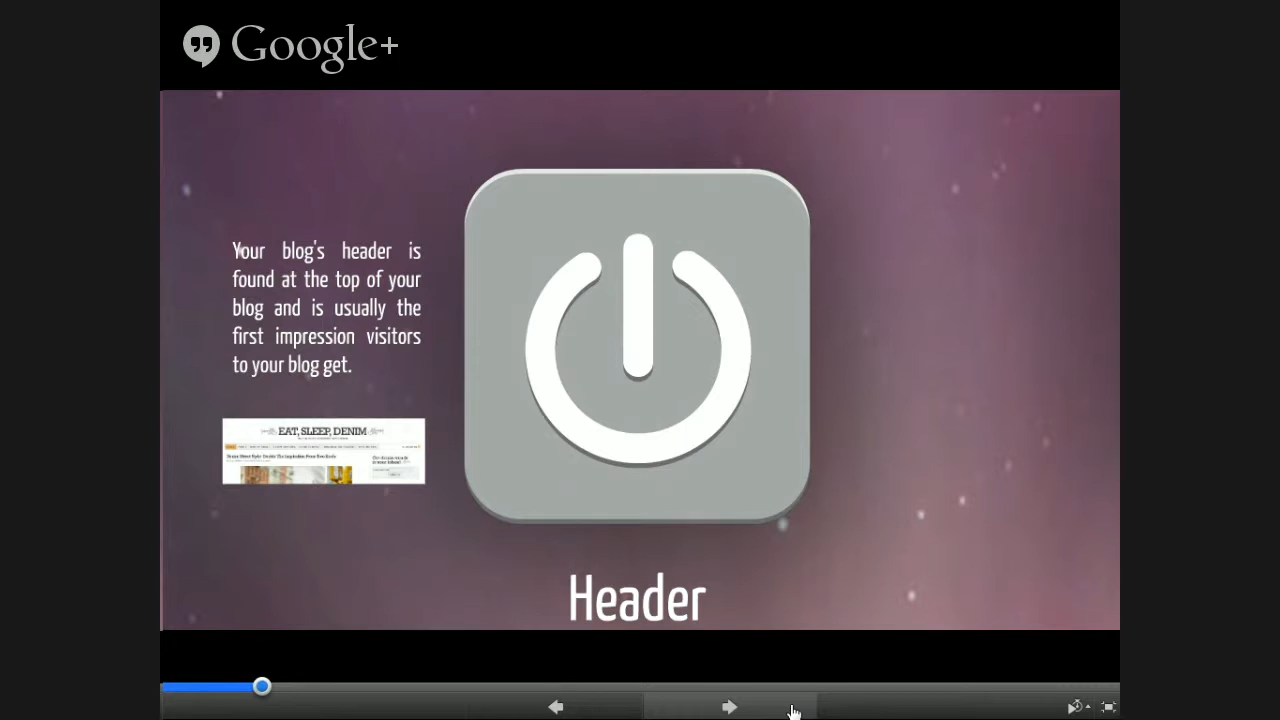 Google+
Your blog's header is
found at the top of your
blog and is usually the
first impression visitors
to your blog get.
EAT, SLEEP, DENIM
Header